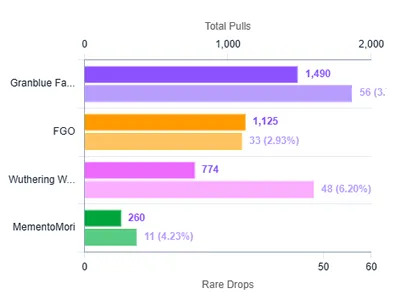 Total Pulls
0 1,000 2,000
Granblue Fa...
1,490
56 (3.
FGO
1,125
33 (2.93%)
Wuthering W...
774
48 (6.20%)
MementoMori
260
11 (4.23%)
0 50 60
Rare Drops